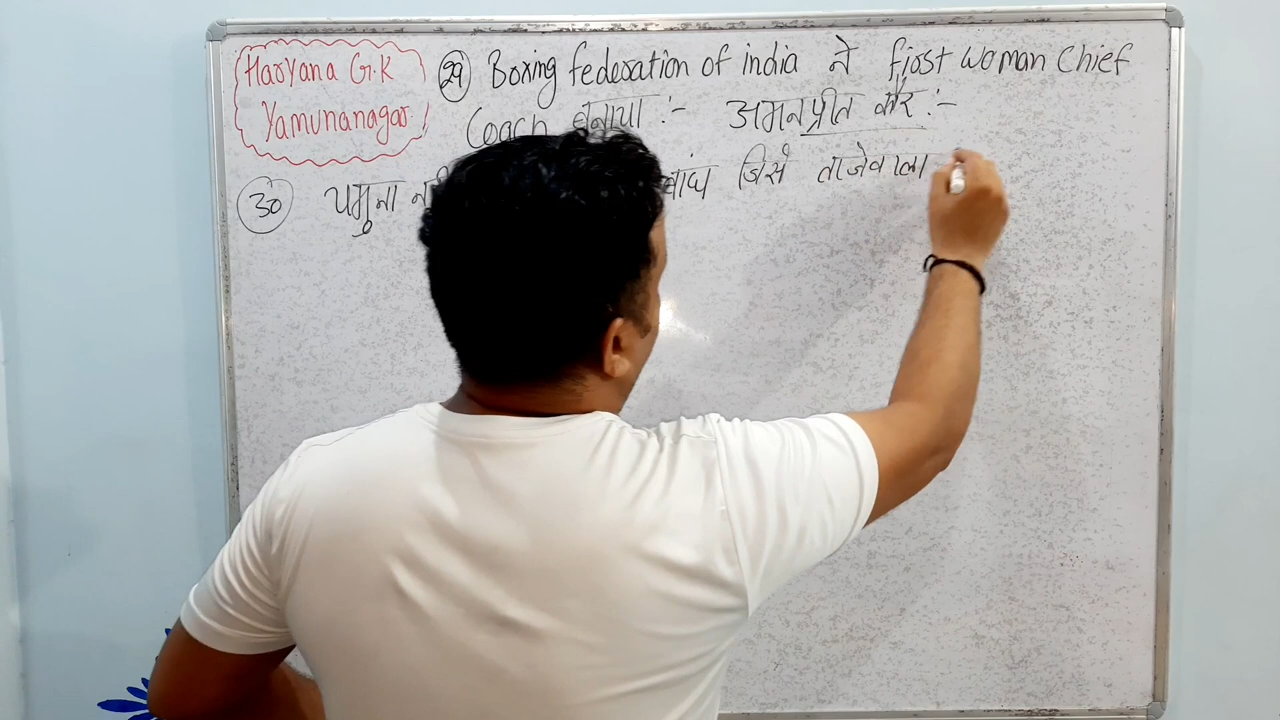 Haryana G.K
Yamunanagar
29 Boxing federation of india ने first woman Chief
Coach बनाया :- अमनप्रीत कौर :-
30 यमुना बांध जिसे ताजेवाला